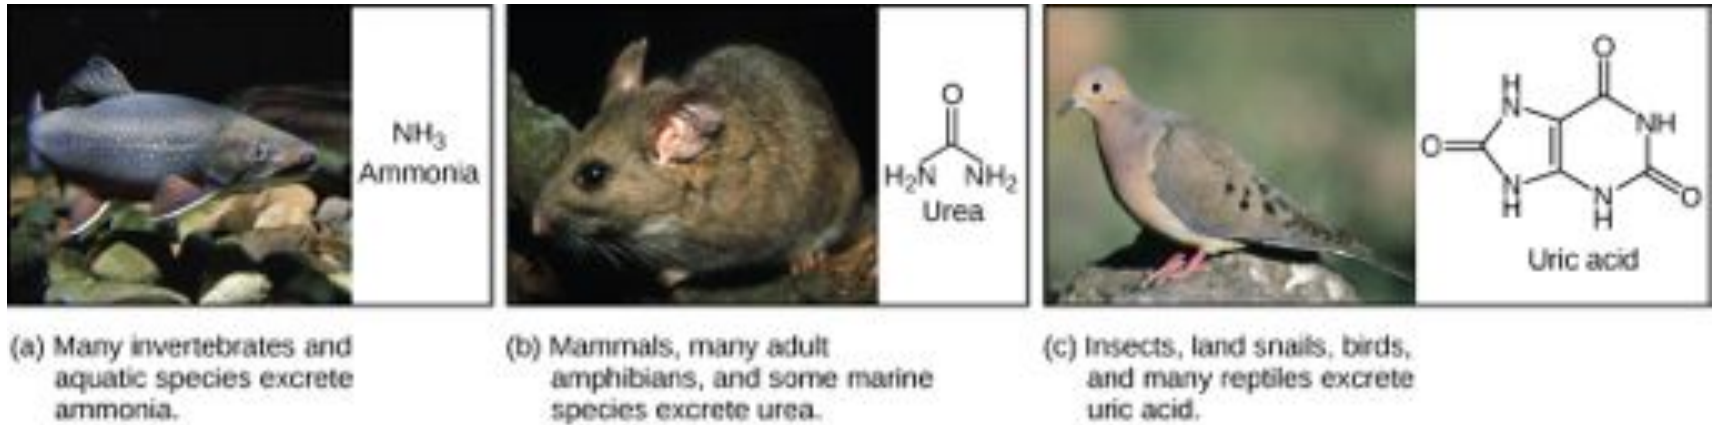 NH3
Ammonia
O
H2N NH2
Urea
O
H
N
NH
O
N
H
N
H
O
Uric acid
(a) Many invertebrates and
aquatic species excrete
ammonia.
(b) Mammals, many adult
amphibians, and some marine
species excrete urea.
(c) Insects, land snails, birds,
and many reptiles excrete
uric acid.